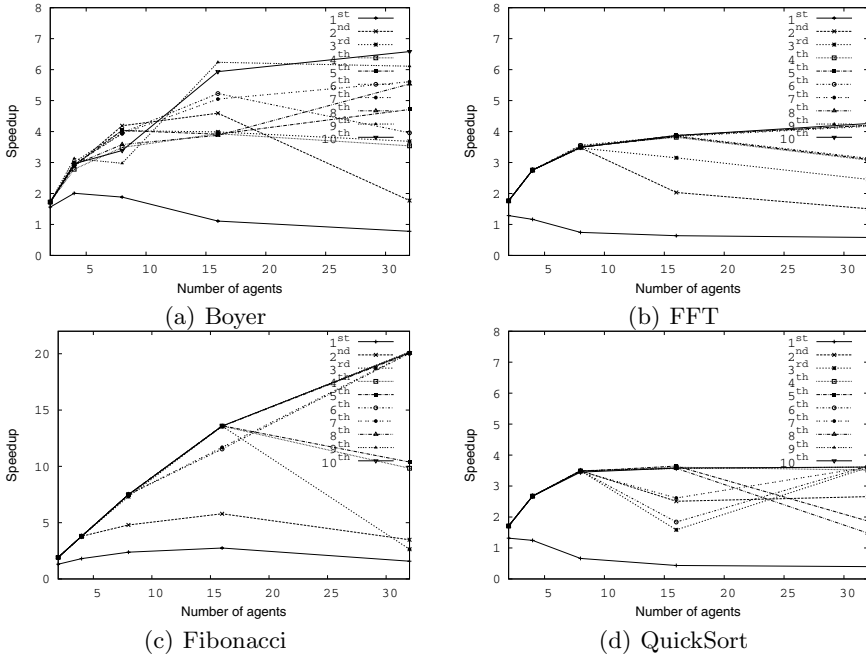 8
7
6
5
4
3
2
1
0
Speedup
5 10 15 20 25 30
Number of agents
1st
2nd
3rd
4th
5th
6th
7th
8th
9th
10th
(a) Boyer
8
7
6
5
4
3
2
1
0
Speedup
5 10 15 20 25 30
Number of agents
1st
2nd
3rd
4th
5th
6th
7th
8th
9th
10th
(b) FFT
20
15
10
5
0
Speedup
5 10 15 20 25 30
Number of agents
1st
2nd
3rd
4th
5th
6th
7th
8th
9th
10th
(c) Fibonacci
8
7
6
5
4
3
2
1
0
Speedup
5 10 15 20 25 30
Number of agents
1st
2nd
3rd
4th
5th
6th
7th
8th
9th
10th
(d) QuickSort